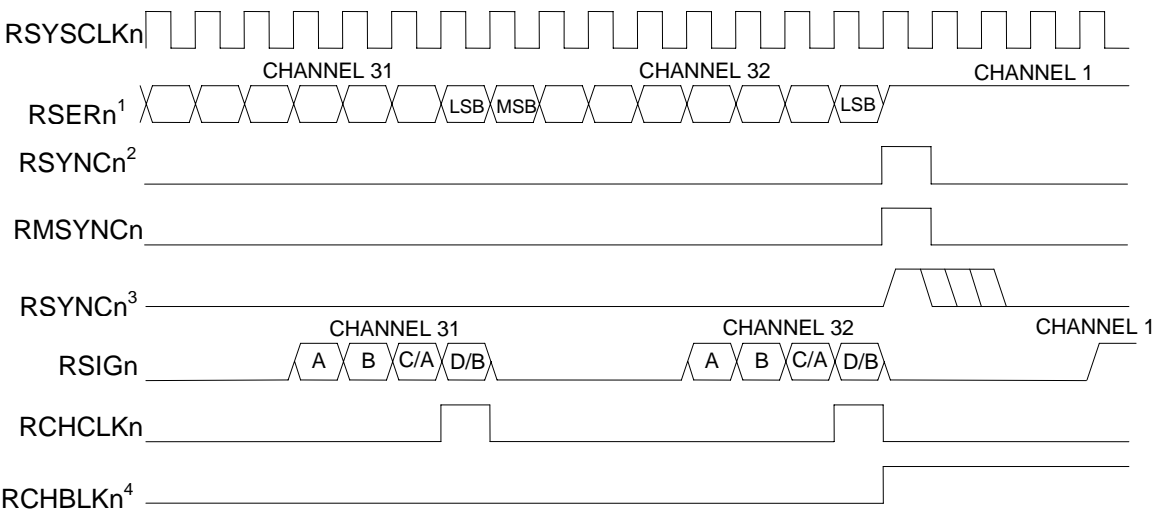 RSYSCLKn
CHANNEL 31 CHANNEL 32 CHANNEL 1
RSERn¹ LSB MSB LSB
RSYNCn²
RMSYNCn
RSYNCn³
CHANNEL 31 CHANNEL 32 CHANNEL 1
RSIGn A B C/A D/B A B C/A D/B
RCHCLKn
RCHBLKn⁴